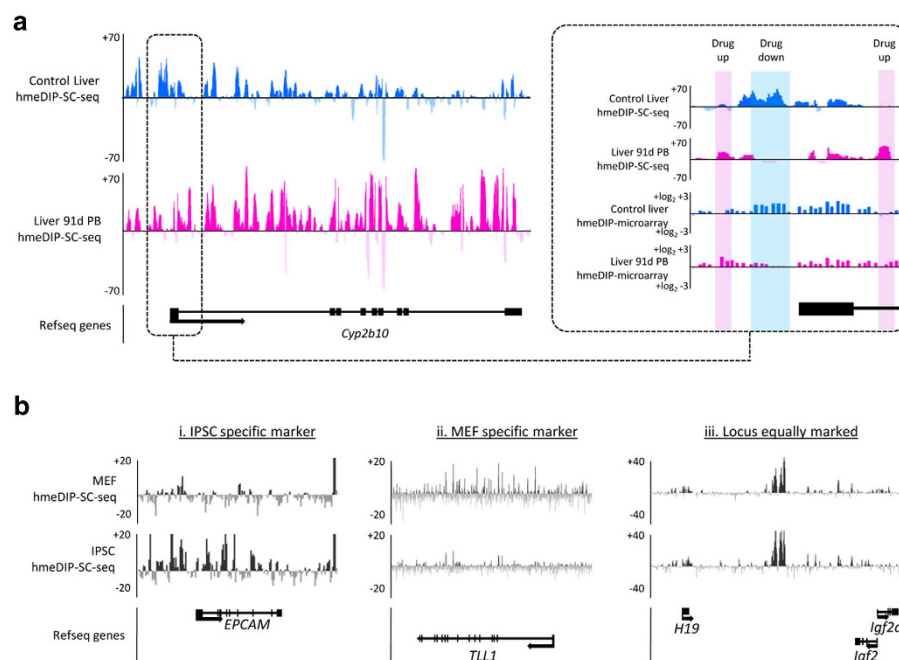 a
+70
Control Liver
hmeDIP-SC-seq
-70
+70
Liver 91d PB
hmeDIP-SC-seq
-70
Refseq genes
Cyp2b10
Drug
up
Drug
down
Drug
up
Control Liver
hmeDIP-SC-seq
+70
-70
Liver 91d PB
hmeDIP-SC-seq
+70
-70
+log2 +3
Control liver
hmeDIP-microarray
+log2 -3
+log2 +3
Liver 91d PB
hmeDIP-microarray
+log2 -3
b
i. IPSC specific marker
ii. MEF specific marker
iii. Locus equally marked
MEF
hmeDIP-SC-seq
+20
-20
+20
-20
+40
-40
IPSC
hmeDIP-SC-seq
+20
-20
+20
-20
+40
-40
Refseq genes
EPCAM
TLL1
H19
Igf2